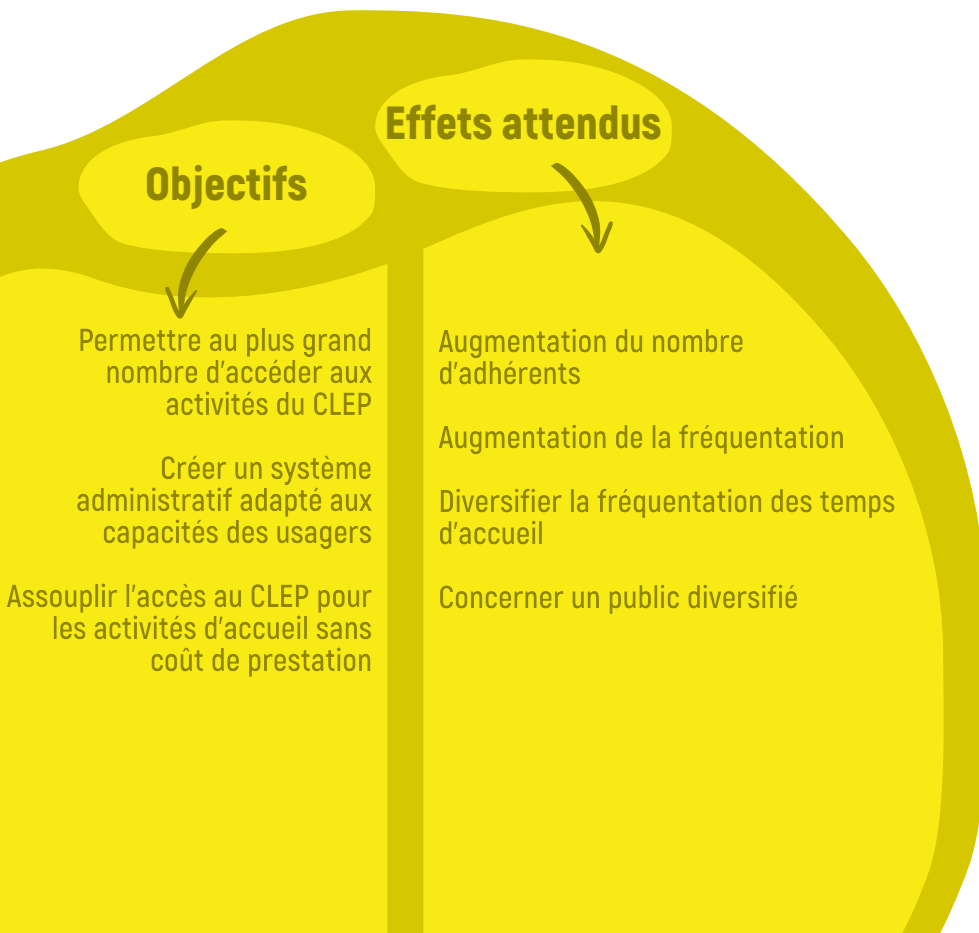 Objectifs
Permettre au plus grand
nombre d'accéder aux
activités du CLEP
Créer un système
administratif adapté aux
capacités des usagers
Assouplir l'accès au CLEP pour
les activités d'accueil sans
coût de prestation
Effets attendus
Augmentation du nombre
d'adhérents
Augmentation de la fréquentation
Diversifier la fréquentation des temps
d'accueil
Concerner un public diversifié